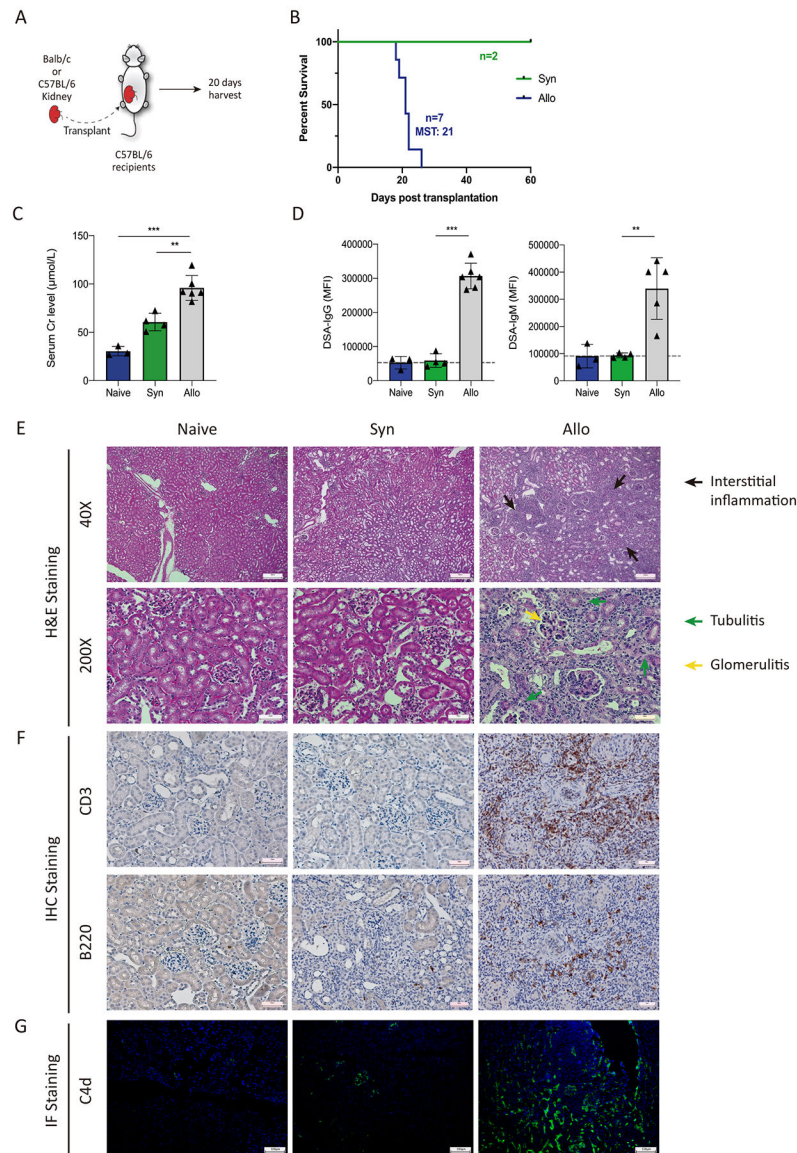 A
Balb/c
or
C57BL/6
Kidney
Transplant
20 days
harvest
C57BL/6
recipients
B
Percent Survival
100
50
0
n=2
n=7
MST: 21
Syn
Allo
0
20
40
60
Days post transplantation
C
Serum Cr level (μmol/L)
150
100
50
0
***
**
Naive
Syn
Allo
D
DSA-IgG (MFI)
400000
300000
200000
100000
0
***
Naive
Syn
Allo
DSA-IgM (MFI)
500000
400000
300000
200000
100000
0
**
Naive
Syn
Allo
E
Naive
Syn
Allo
H&E Staining
40X
200X
Interstitial
inflammation
Tubulitis
Glomerulitis
F
IHC Staining
CD3
B220
G
IF Staining
C4d